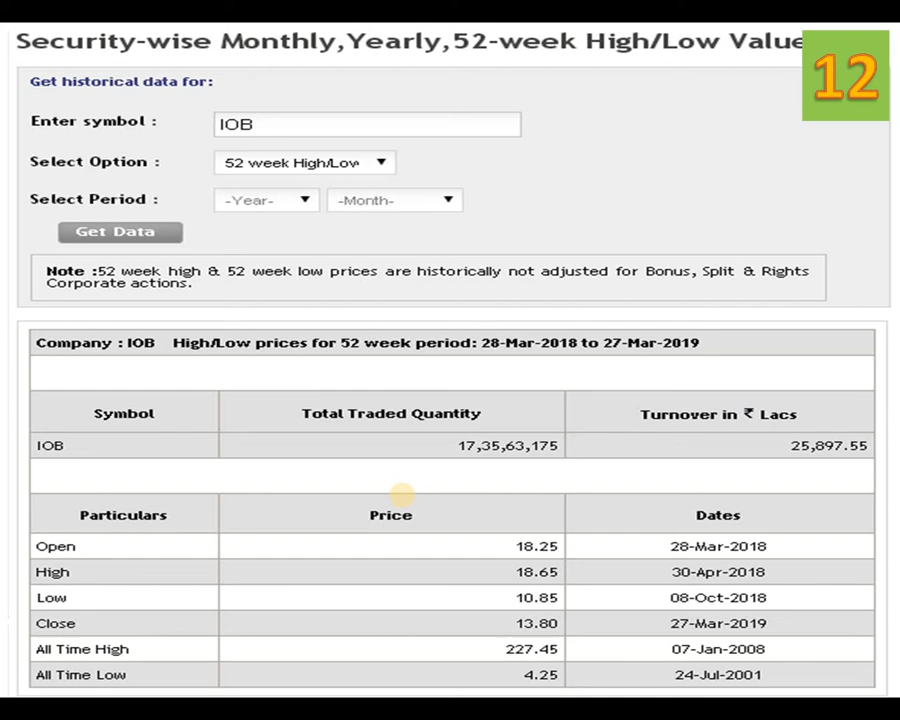 Security-wise Monthly,Yearly,52-week High/Low Value
12
Get historical data for:
Enter symbol : IOB
Select Option : 52 week High/Low
Select Period : -Year- -Month-
Get Data
Note :52 week high & 52 week low prices are historically not adjusted for Bonus, Split & Rights
Corporate actions.
Company : IOB High/Low prices for 52 week period: 28-Mar-2018 to 27-Mar-2019
Symbol Total Traded Quantity Turnover in ₹ Lacs
IOB 17,35,63,175 25,897.55
Particulars Price Dates
Open 18.25 28-Mar-2018
High 18.65 30-Apr-2018
Low 10.85 08-Oct-2018
Close 13.80 27-Mar-2019
All Time High 227.45 07-Jan-2008
All Time Low 4.25 24-Jul-2001